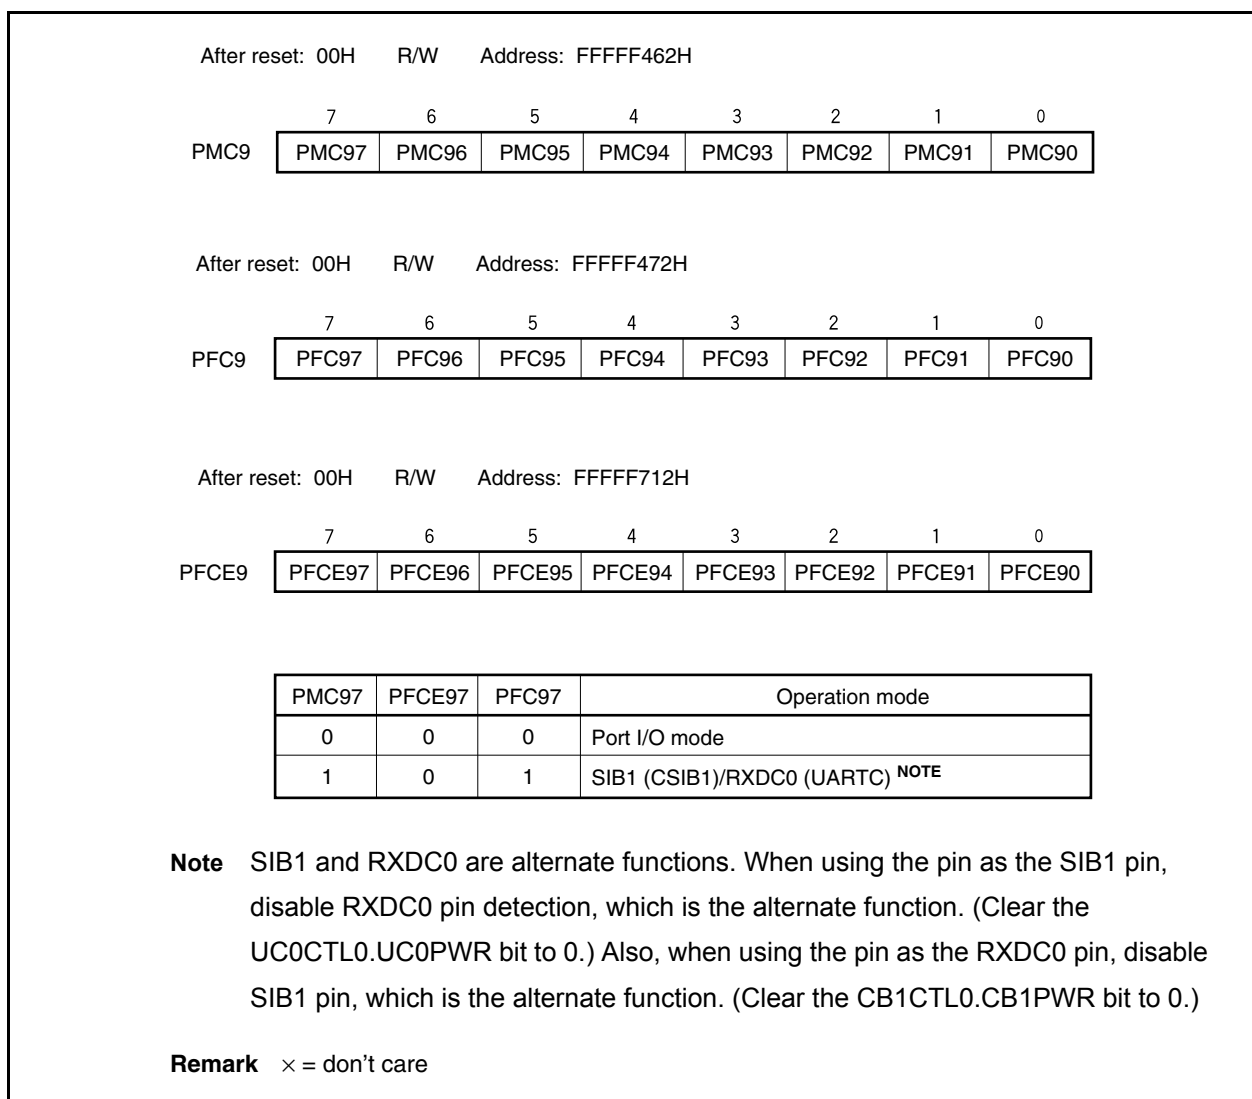 After reset: 00H R/W Address: FFFFF462H
7 6 5 4 3 2 1 0
PMC9 PMC97 PMC96 PMC95 PMC94 PMC93 PMC92 PMC91 PMC90
After reset: 00H R/W Address: FFFFF472H
7 6 5 4 3 2 1 0
PFC9 PFC97 PFC96 PFC95 PFC94 PFC93 PFC92 PFC91 PFC90
After reset: 00H R/W Address: FFFFF712H
7 6 5 4 3 2 1 0
PFCE9 PFCE97 PFCE96 PFCE95 PFCE94 PFCE93 PFCE92 PFCE91 PFCE90
PMC97 PFCE97 PFC97 Operation mode
0 0 0 Port I/O mode
1 0 1 SIB1 (CSIB1)/RXDC0 (UARTC) NOTE
Note SIB1 and RXDC0 are alternate functions. When using the pin as the SIB1 pin,
disable RXDC0 pin detection, which is the alternate function. (Clear the
UC0CTL0.UC0PWR bit to 0.) Also, when using the pin as the RXDC0 pin, disable
SIB1 pin, which is the alternate function. (Clear the CB1CTL0.CB1PWR bit to 0.)
Remark × = don't care